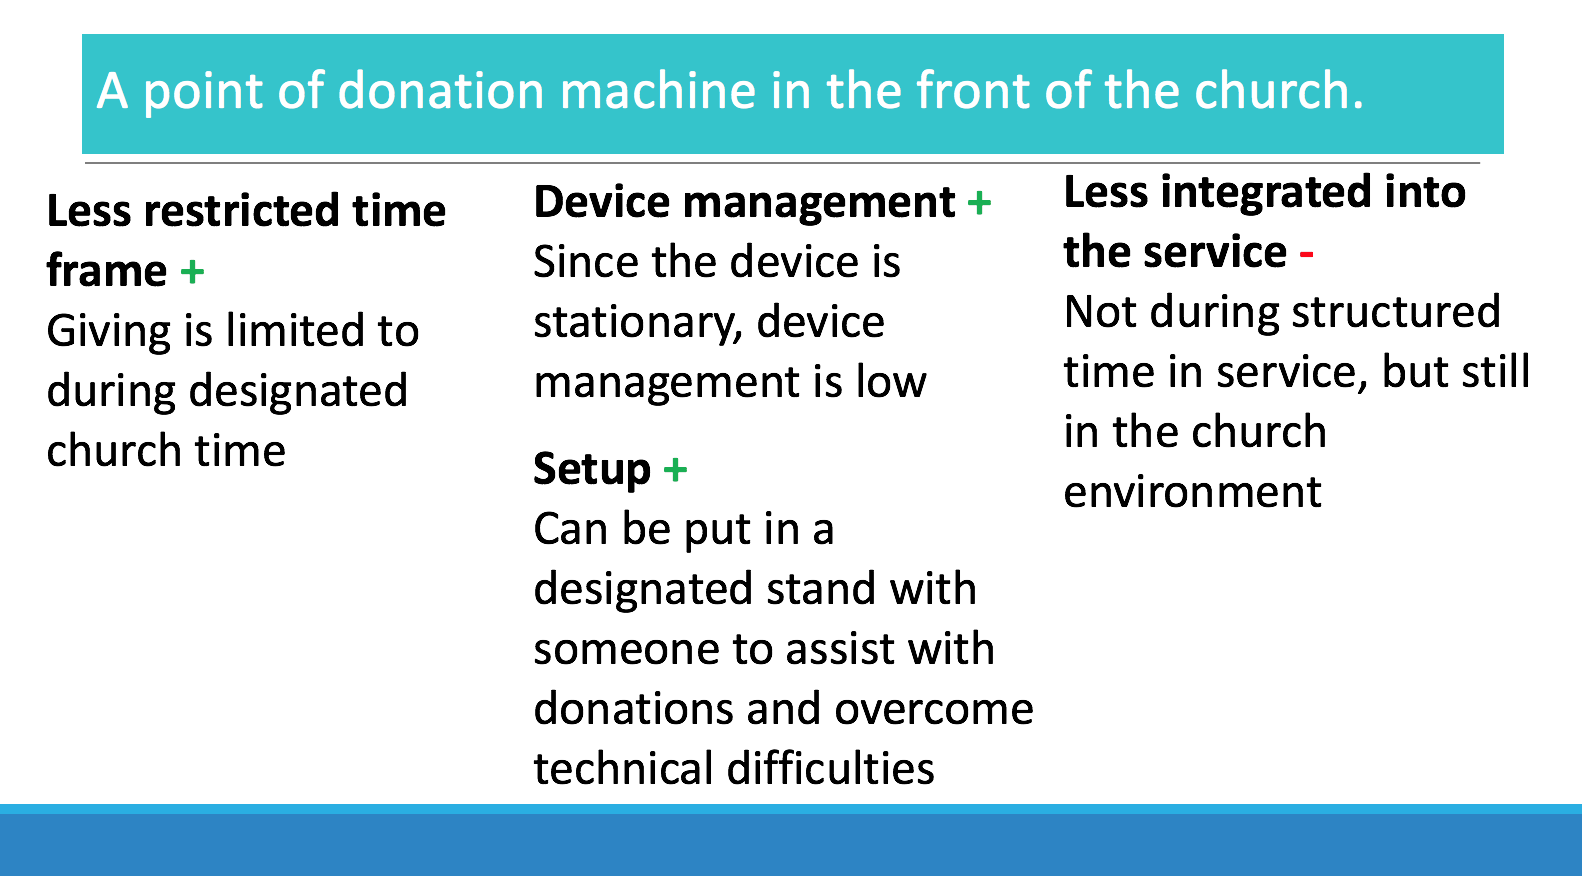 A point of donation machine in the front of the church.
Less restricted time
frame +
Giving is limited to
during designated
church time
Device management +
Since the device is
stationary, device
management is low
Setup +
Can be put in a
designated stand with
someone to assist with
donations and overcome
technical difficulties
Less integrated into
the service -
Not during structured
time in service, but still
in the church
environment